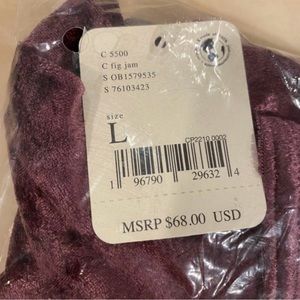 C 5500
C fig jam
S OB1579535
S 76103423
size
L
CP2210.0002
1 96790 29632 4
MSRP $68.00 USD